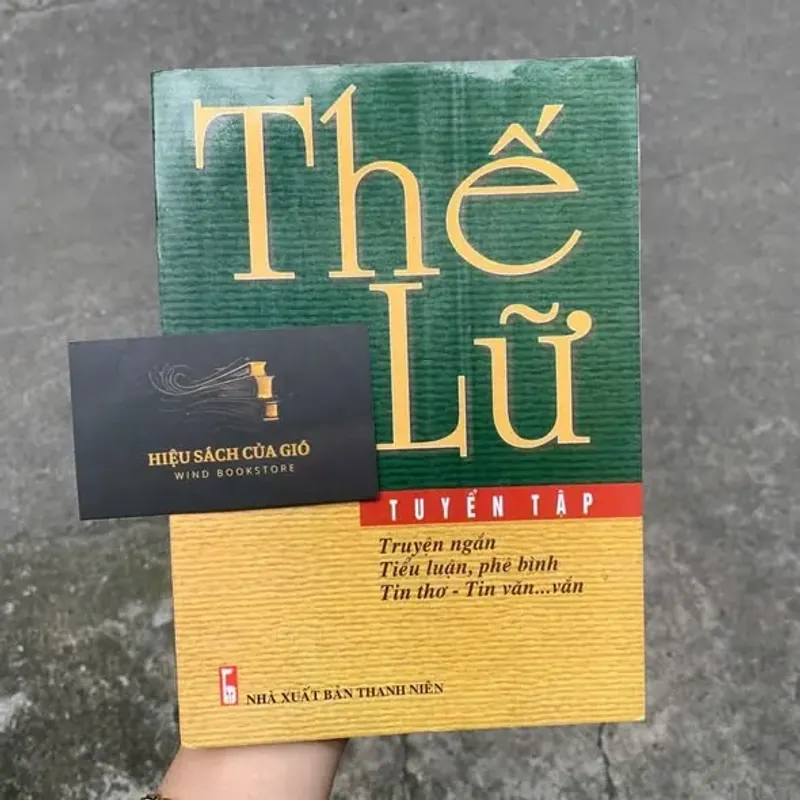 Thế
Lữ
HIỆU SÁCH CỦA GIÓ
WIND BOOKSTORE
TUYỂN TẬP
Truyện ngắn
Tiểu luận, phê bình
Tin thơ - Tin văn...vắn
NHÀ XUẤT BẢN THANH NIÊN